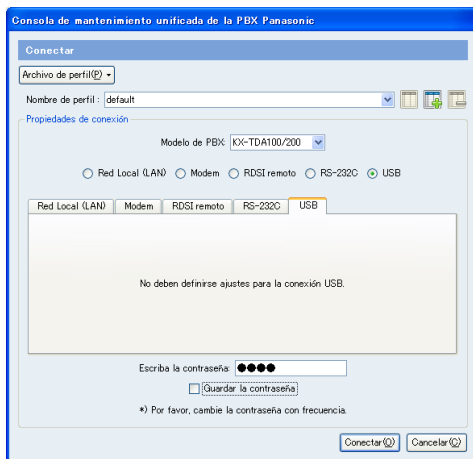 Consola de mantenimiento unificada de la PBX Panasonic
Conectar
Archivo de perfil(P)
Nombre de perfil : default
Propiedades de conexión
Modelo de PBX: KX-TDA100/200
Red Local (LAN) Modem RDSI remoto RS-232C USB
Red Local (LAN) Modem RDSI remoto RS-232C USB
No deben definirse ajustes para la conexión USB.
Escriba la contraseña: ●●●●
Guardar la contraseña
*) Por favor, cambie la contraseña con frecuencia.
Conectar(O) Cancelar(C)